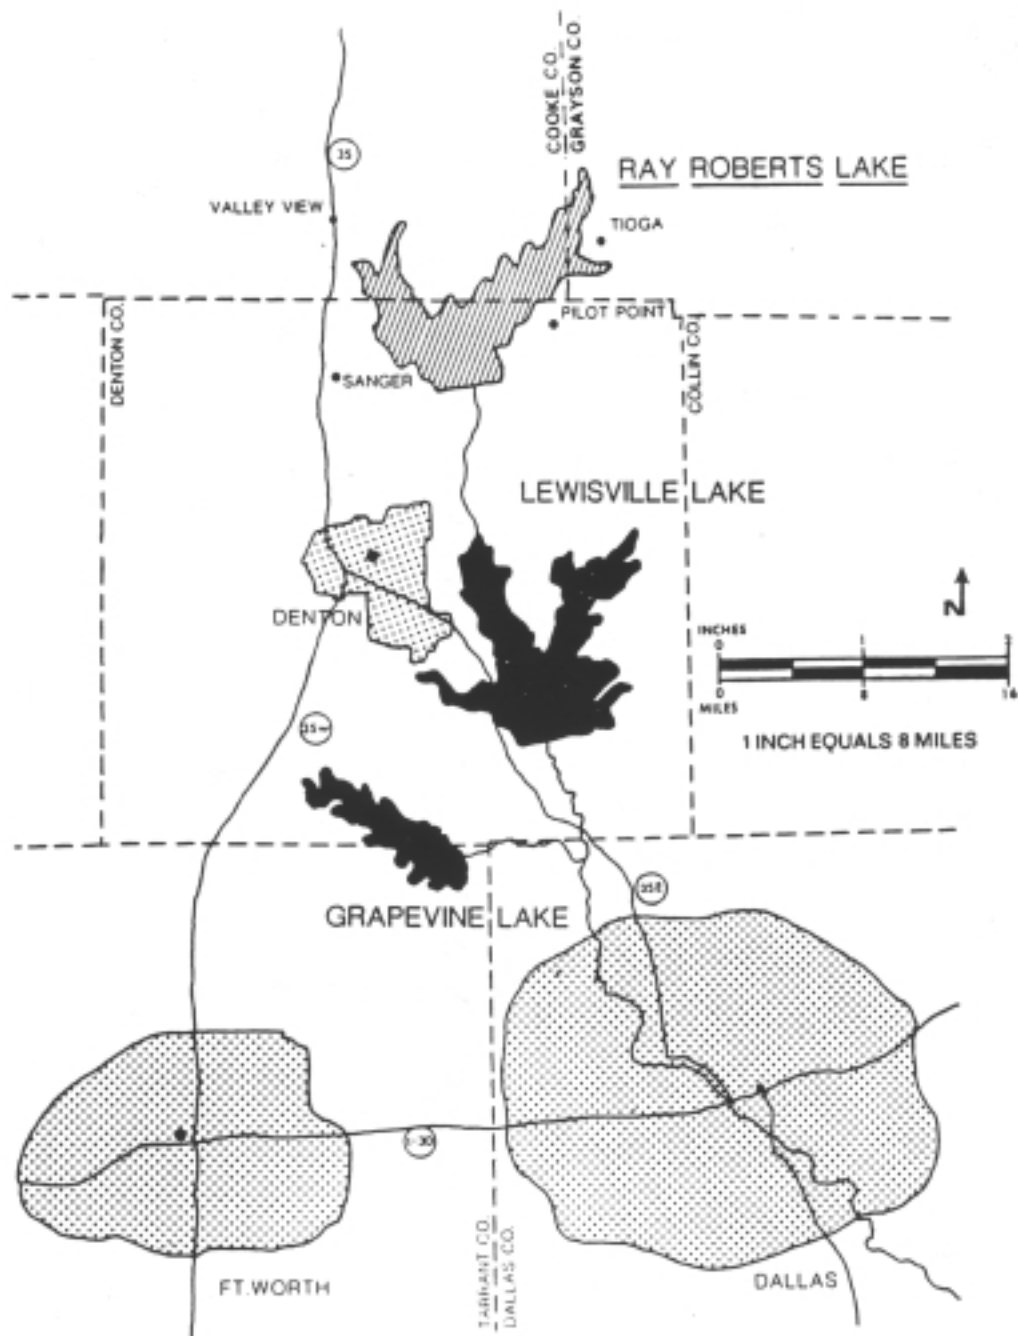 COOKE CO.
GRAYSON CO.
35
RAY ROBERTS LAKE
VALLEY VIEW
TIOGA
PILOT POINT
DENTON CO.
COLLIN CO.
SANGER
LEWISVILLE LAKE
DENTON
N
INCHES
0 1 2
0 8 16
MILES
1 INCH EQUALS 8 MILES
35W
35E
GRAPEVINE LAKE
I-30
TARRANT CO.
DALLAS CO.
FT. WORTH
DALLAS